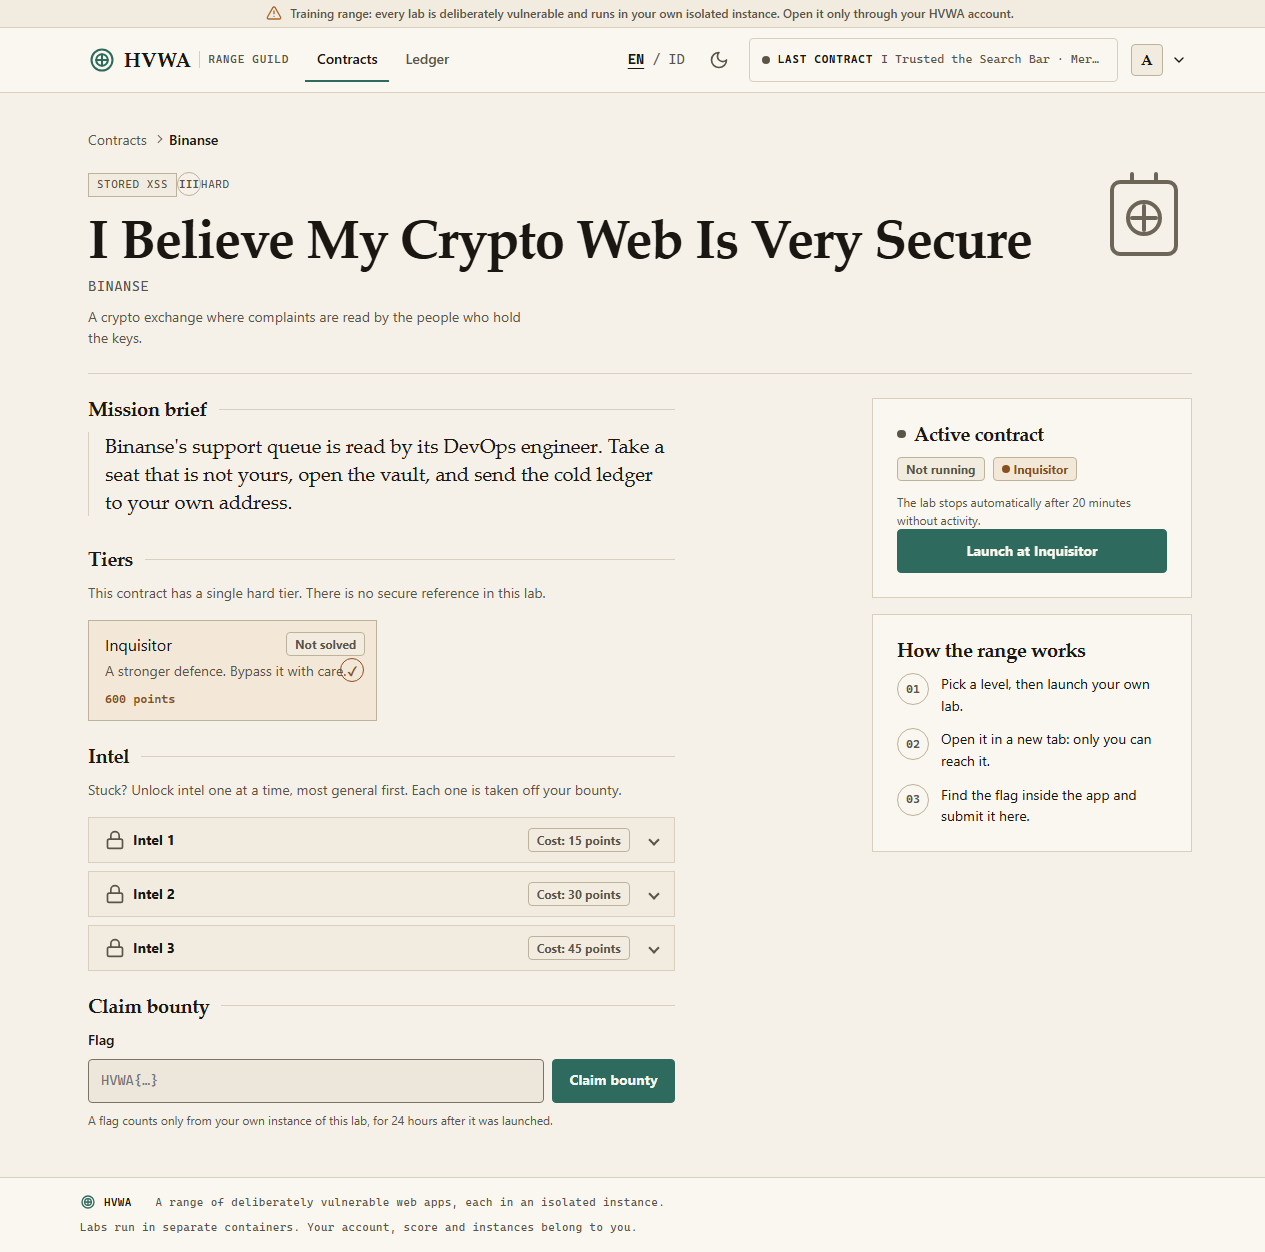 Training range: every lab is deliberately vulnerable and runs in your own isolated instance. Open it only through your HVWA account.
HVWA RANGE GUILD Contracts Ledger EN / ID LAST CONTRACT I Trusted the Search Bar · Mer… A
Contracts > Binanse
STORED XSS III HARD
I Believe My Crypto Web Is Very Secure
BINANSE
A crypto exchange where complaints are read by the people who hold
the keys.
Mission brief
Binanse's support queue is read by its DevOps engineer. Take a
seat that is not yours, open the vault, and send the cold ledger
to your own address.
Tiers
This contract has a single hard tier. There is no secure reference in this lab.
Inquisitor Not solved
A stronger defence. Bypass it with care.
600 points
Intel
Stuck? Unlock intel one at a time, most general first. Each one is taken off your bounty.
Intel 1 Cost: 15 points
Intel 2 Cost: 30 points
Intel 3 Cost: 45 points
Claim bounty
Flag
HVWA{…} Claim bounty
A flag counts only from your own instance of this lab, for 24 hours after it was launched.
Active contract
Not running Inquisitor
The lab stops automatically after 20 minutes
without activity.
Launch at Inquisitor
How the range works
01 Pick a level, then launch your own
lab.
02 Open it in a new tab: only you can
reach it.
03 Find the flag inside the app and
submit it here.
HVWA A range of deliberately vulnerable web apps, each in an isolated instance.
Labs run in separate containers. Your account, score and instances belong to you.